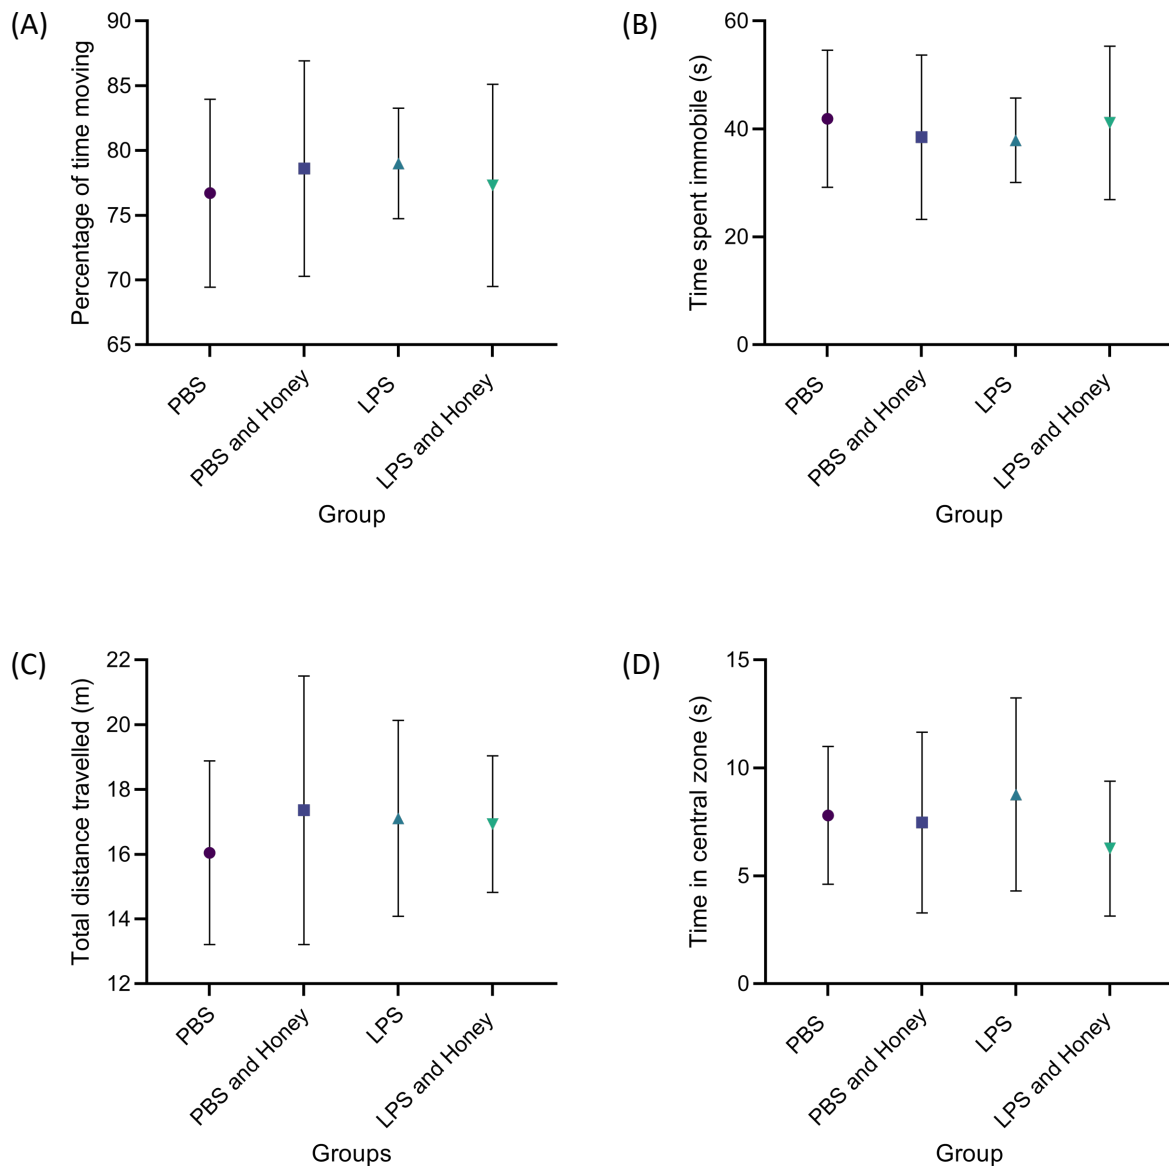 (A)
Percentage of time moving
90
85
80
75
70
65
PBS
PBS and Honey
LPS
LPS and Honey
Group
(B)
Time spent immobile (s)
60
40
20
0
PBS
PBS and Honey
LPS
LPS and Honey
Group
(C)
Total distance travelled (m)
22
20
18
16
14
12
PBS
PBS and Honey
LPS
LPS and Honey
Groups
(D)
Time in central zone (s)
15
10
5
0
PBS
PBS and Honey
LPS
LPS and Honey
Group